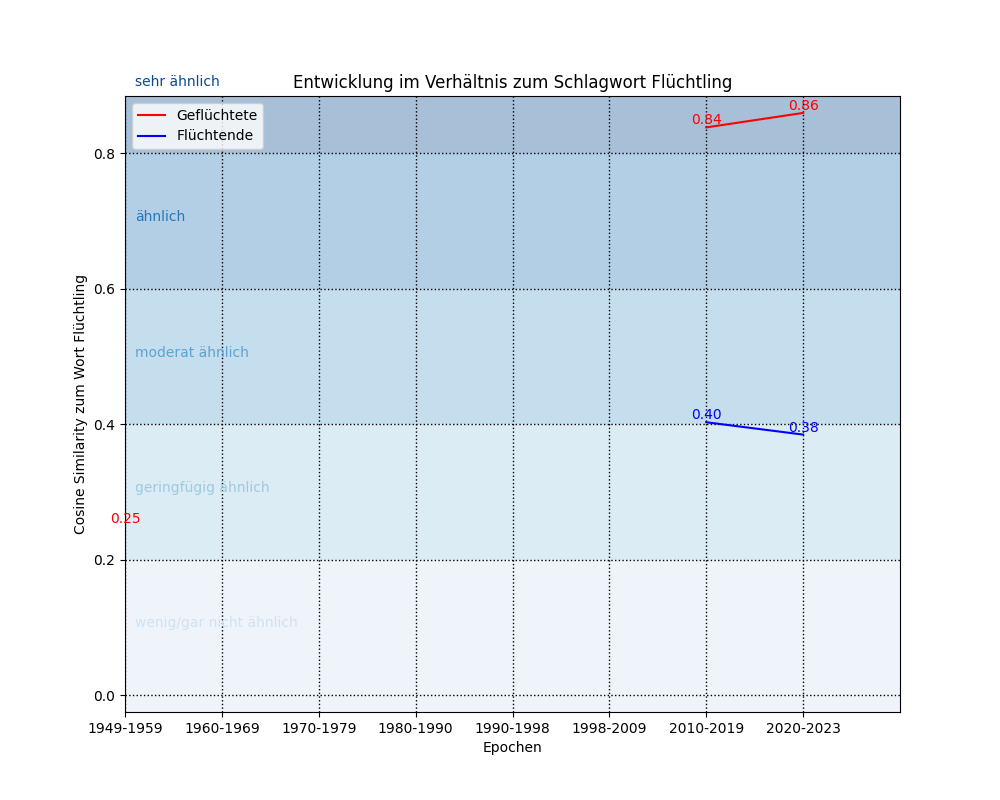 sehr ähnlich
Entwicklung im Verhältnis zum Schlagwort Flüchtling
Geflüchtete
Flüchtende
0.84
0.86
0.8
ähnlich
0.6
moderat ähnlich
0.40
0.38
0.4
geringfügig ähnlich
0.25
0.2
wenig/gar nicht ähnlich
0.0
Cosine Similarity zum Wort Flüchtling
1949-1959 1960-1969 1970-1979 1980-1990 1990-1998 1998-2009 2010-2019 2020-2023
Epochen